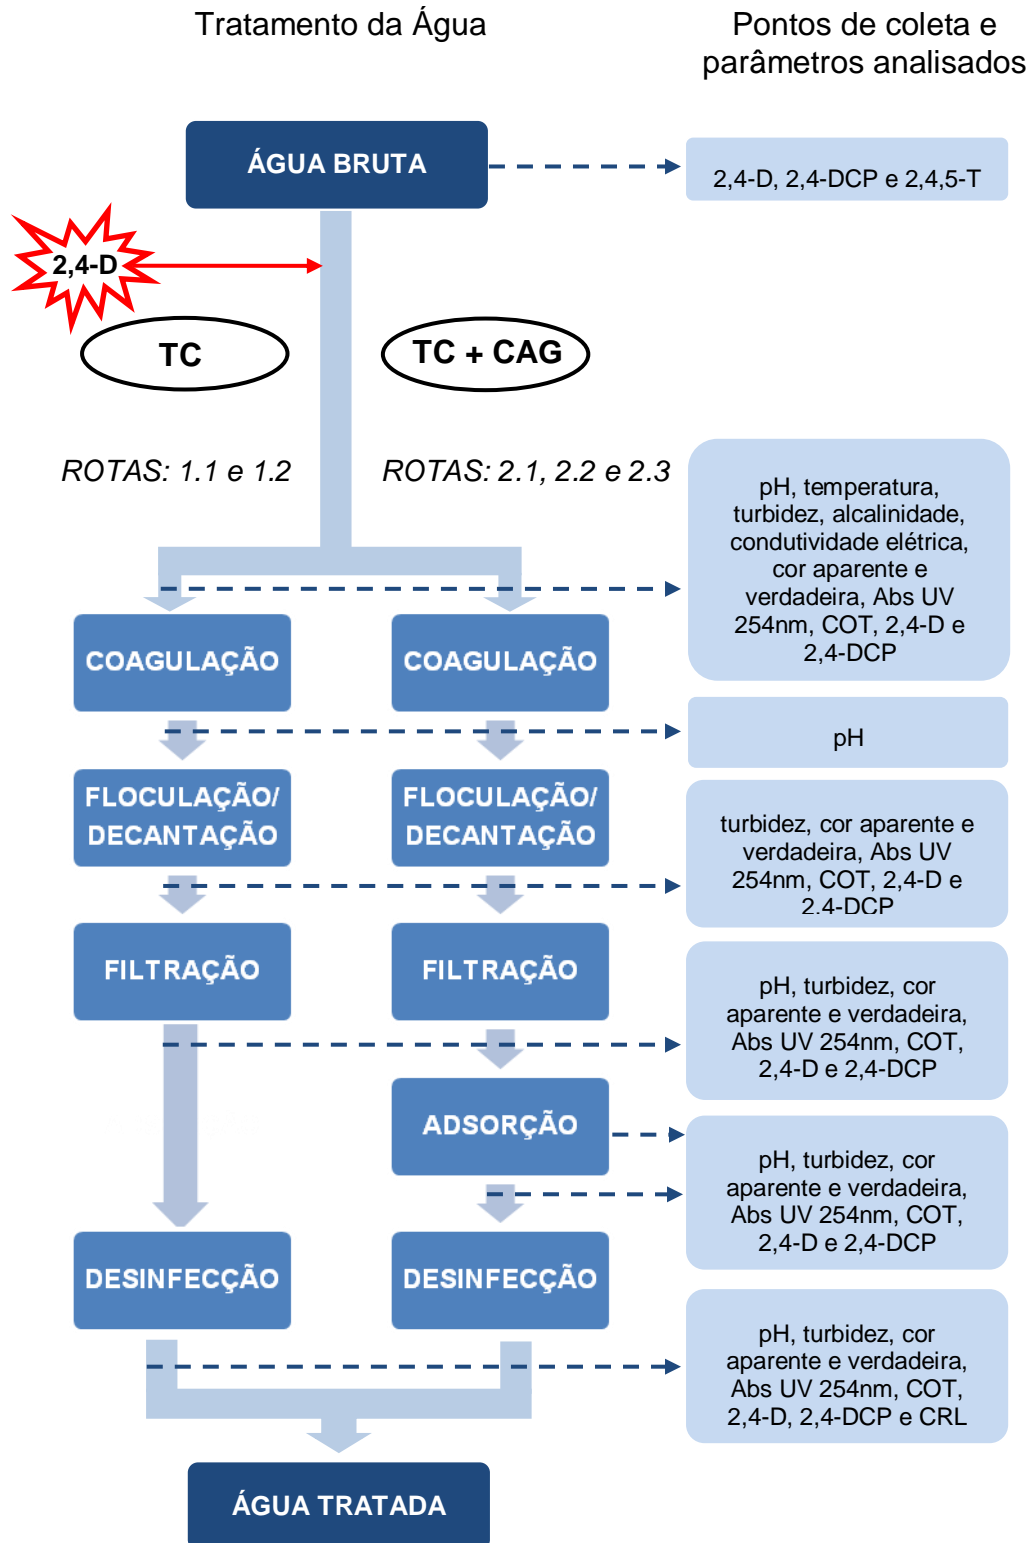 Tratamento da Água
Pontos de coleta e
parâmetros analisados
ÁGUA BRUTA
2,4-D, 2,4-DCP e 2,4,5-T
2,4-D
TC
TC + CAG
ROTAS: 1.1 e 1.2
ROTAS: 2.1, 2.2 e 2.3
pH, temperatura,
turbidez, alcalinidade,
condutividade elétrica,
cor aparente e
verdadeira, Abs UV
254nm, COT, 2,4-D e
2,4-DCP
COAGULAÇÃO
COAGULAÇÃO
pH
FLOCULAÇÃO/
DECANTAÇÃO
FLOCULAÇÃO/
DECANTAÇÃO
turbidez, cor aparente e
verdadeira, Abs UV
254nm, COT, 2,4-D e
2,4-DCP
FILTRAÇÃO
FILTRAÇÃO
pH, turbidez, cor
aparente e verdadeira,
Abs UV 254nm, COT,
2,4-D e 2,4-DCP
ADSORÇÃO
pH, turbidez, cor
aparente e verdadeira,
Abs UV 254nm, COT,
2,4-D e 2,4-DCP
DESINFECÇÃO
DESINFECÇÃO
pH, turbidez, cor
aparente e verdadeira,
Abs UV 254nm, COT,
2,4-D, 2,4-DCP e CRL
ÁGUA TRATADA